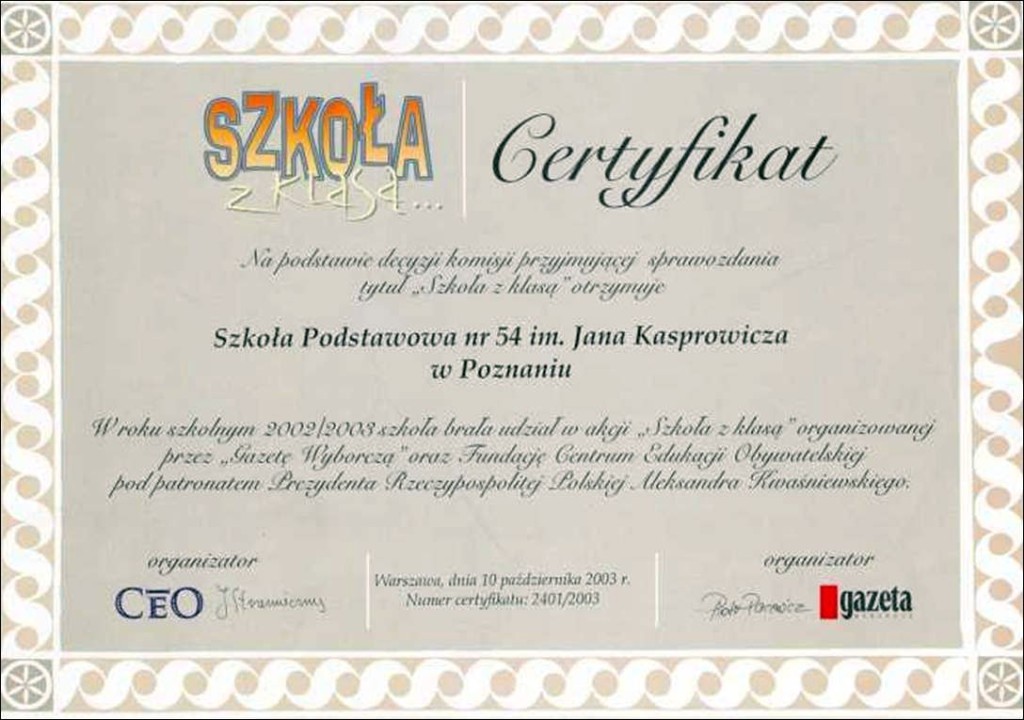 SZKOŁA
z klasą...
Certyfikat
Na podstawie decyzji komisji przyjmującej sprawozdania
tytuł „Szkoła z klasą” otrzymuje
Szkoła Podstawowa nr 54 im. Jana Kasprowicza
w Poznaniu
W roku szkolnym 2002/2003 szkoła brała udział w akcji „Szkoła z klasą” organizowanej
przez „Gazetę Wyborczą” oraz Fundację Centrum Edukacji Obywatelskiej
pod patronatem Prezydenta Rzeczypospolitej Polskiej Aleksandra Kwaśniewskiego.
organizator
CEO
Warszawa, dnia 10 października 2003 r.
Numer certyfikatu: 2401/2003
organizator
gazeta